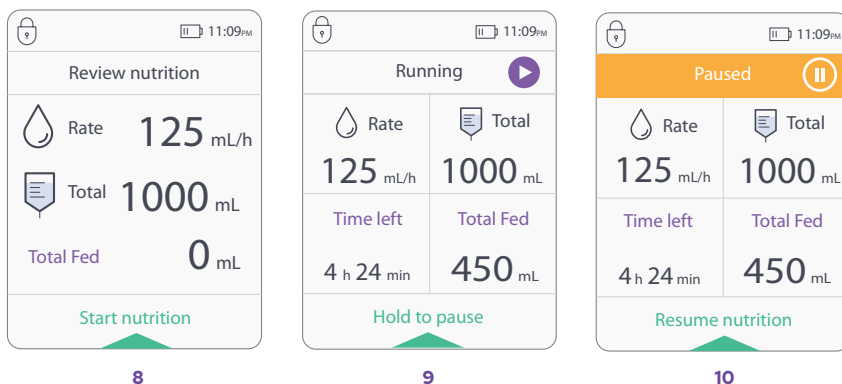 11:09PM
Review nutrition
Rate 125 mL/h
Total 1000 mL
Total Fed 0 mL
Start nutrition
8
11:09PM
Running
Rate Total
125 mL/h 1000 mL
Time left Total Fed
4 h 24 min 450 mL
Hold to pause
9
11:09PM
Paused
Rate Total
125 mL/h 1000 mL
Time left Total Fed
4 h 24 min 450 mL
Resume nutrition
10